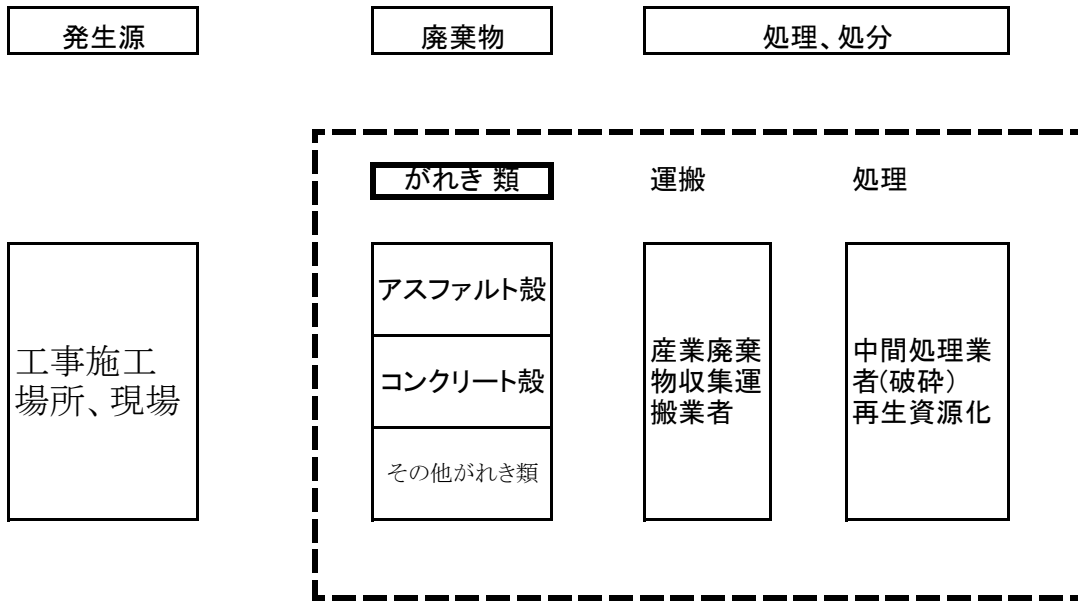 発生源
廃棄物
処理、処分
がれき 類
運搬
処理
工事施工
場所、現場
アスファルト殻
コンクリート殻
その他がれき類
産業廃棄
物収集運
搬業者
中間処理業
者(破砕)
再生資源化